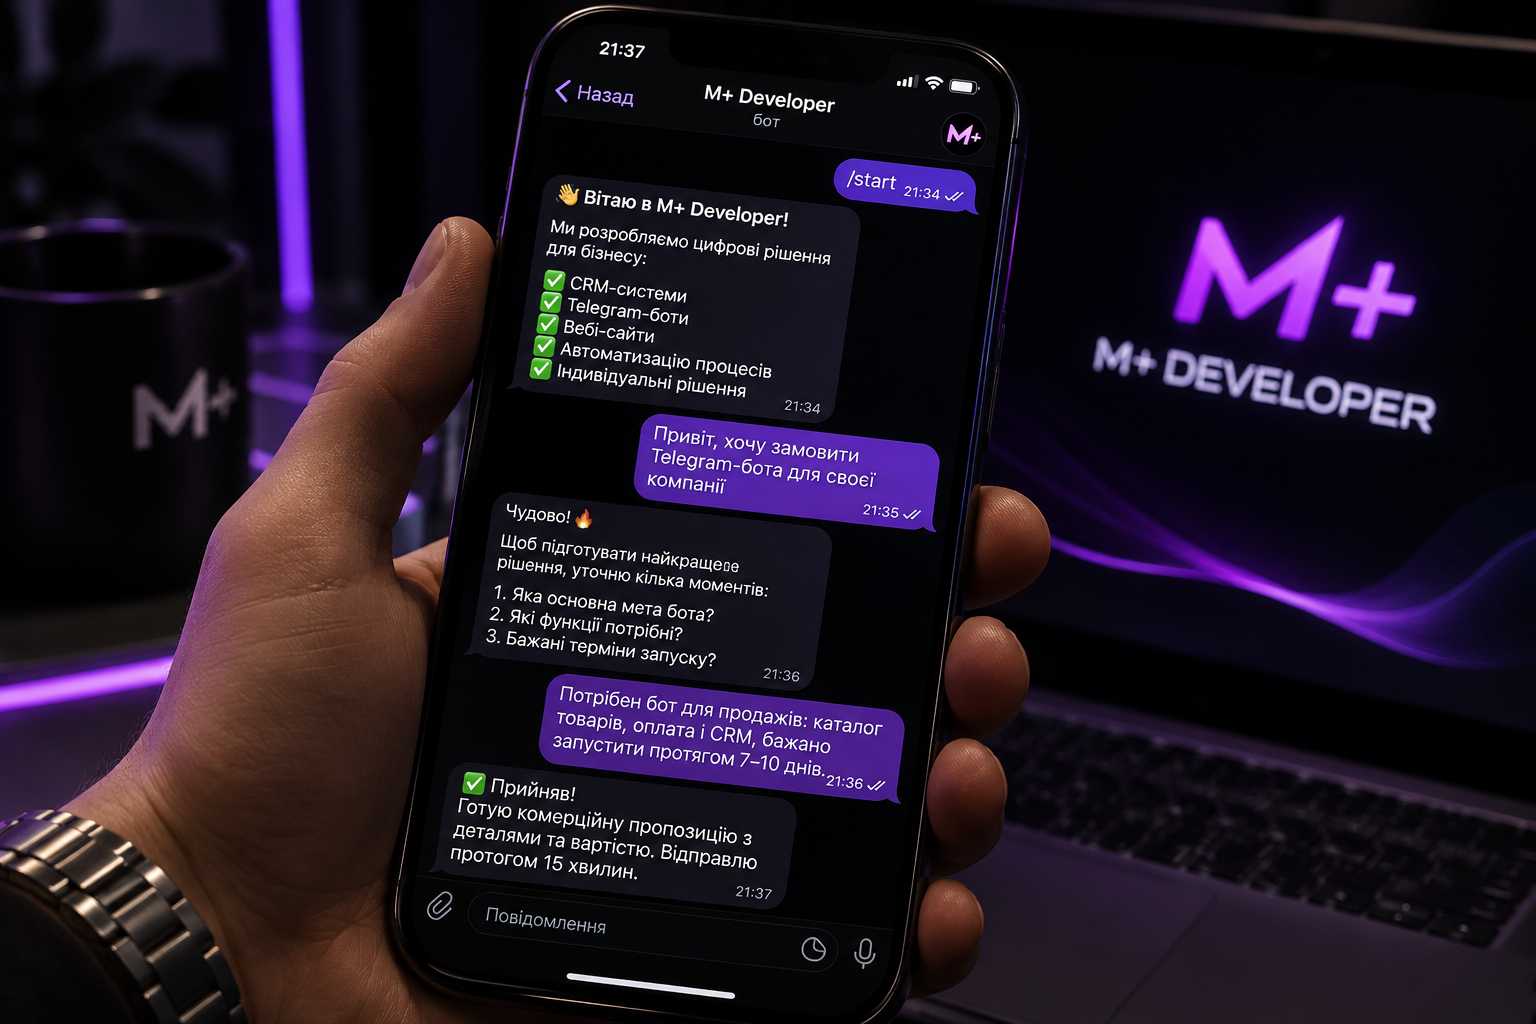 21:37
Назад
M+ Developer
бот
M+
/start 21:34
👋 Вітаю в M+ Developer!
Ми розробляємо цифрові рішення
для бізнесу:
✅ CRM-системи
✅ Telegram-боти
✅ Вебі-сайти
✅ Автоматизацію процесів
✅ Індивідуальні рішення
21:34
Привіт, хочу замовити
Telegram-бота для своєї
компанії
21:35
Чудово! 🔥
Щоб підготувати найкраще
рішення, уточню кілька моментів:
1. Яка основна мета бота?
2. Які функції потрібні?
3. Бажані терміни запуску?
21:36
Потрібен бот для продажів: каталог
товарів, оплата і CRM, бажано
запустити протягом 7–10 днів.
21:36
✅ Прийняв!
Готую комерційну пропозицію з
деталями та вартістю. Відправлю
протогом 15 хвилин.
21:37
Повідомлення
M+
M+
M+ DEVELOPER